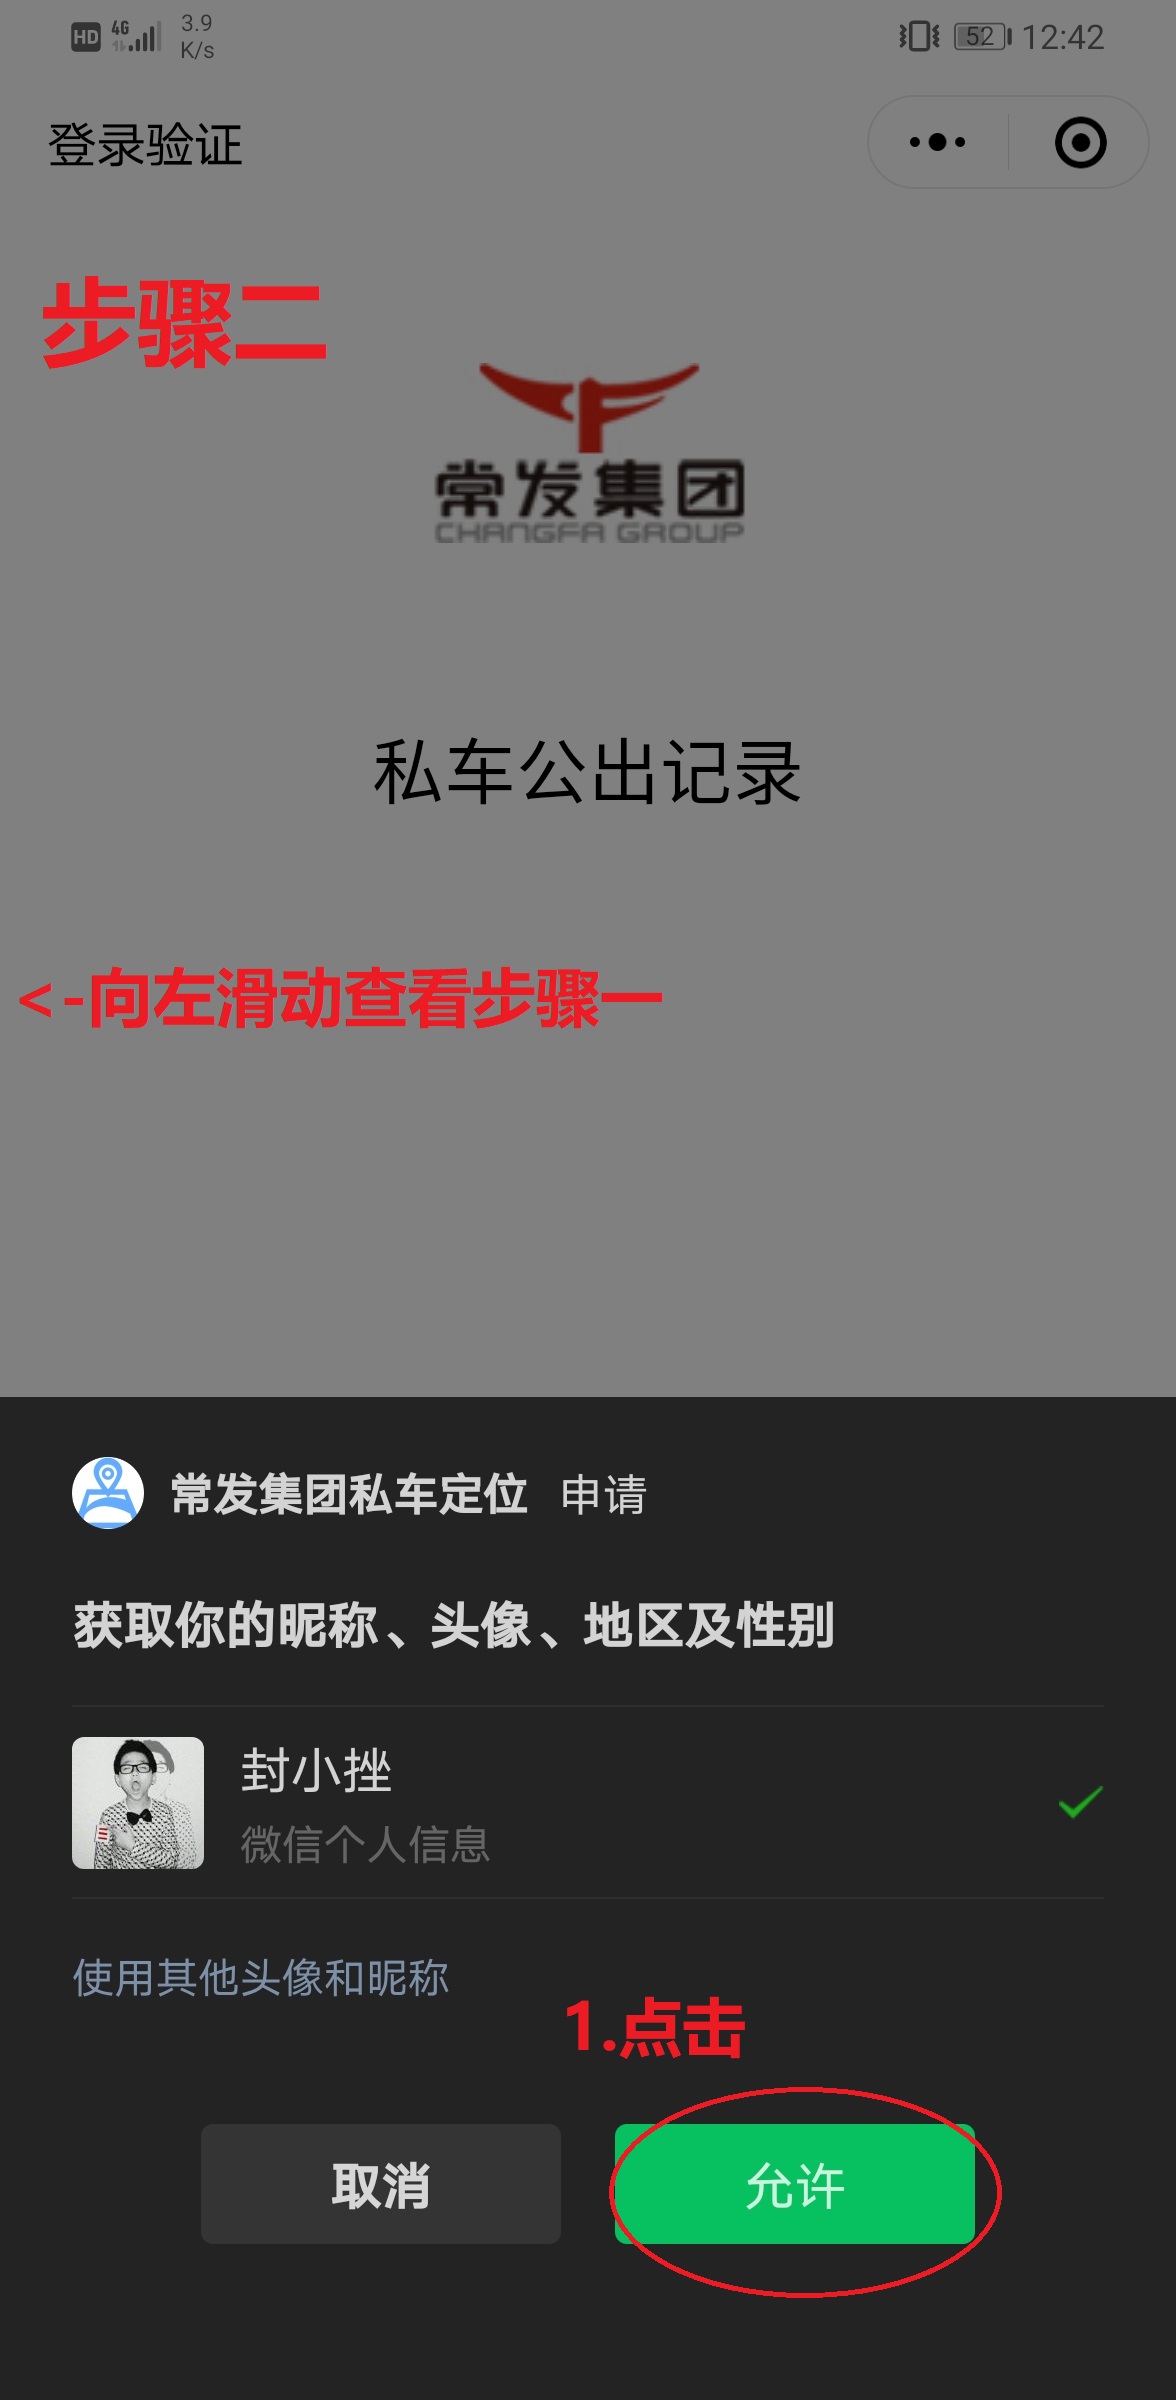 HD 4G 3.9 K/s 52 12:42
登录验证
步骤二
常发集团
CHANGFA GROUP
私车公出记录
<-向左滑动查看步骤一
常发集团私车定位 申请
获取你的昵称、头像、地区及性别
封小挫
微信个人信息
使用其他头像和昵称
1.点击
取消 允许